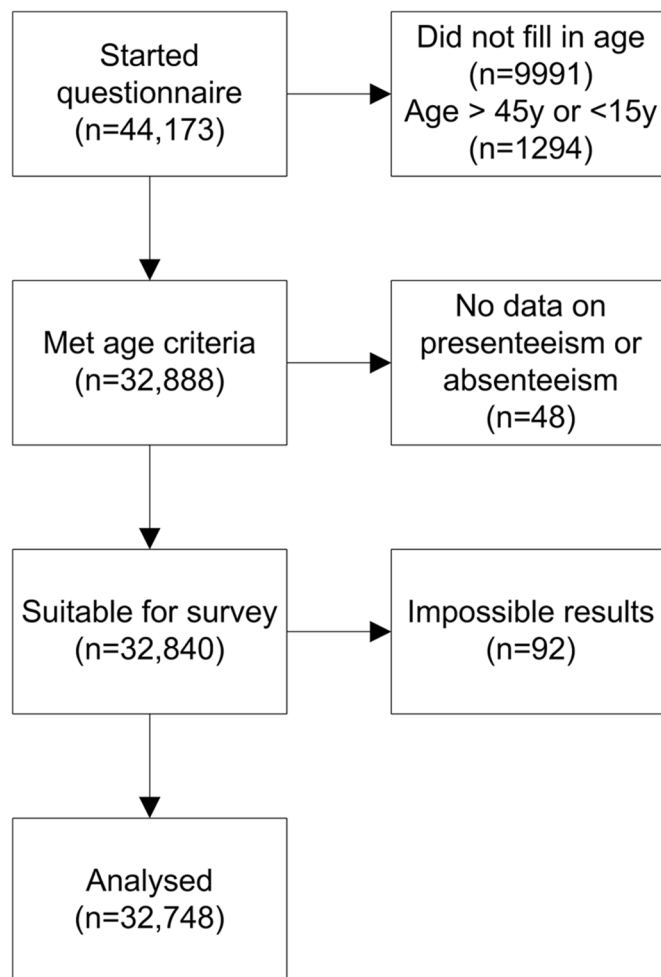 Started
questionnaire
(n=44,173)
Did not fill in age
(n=9991)
Age > 45y or <15y
(n=1294)
Met age criteria
(n=32,888)
No data on
presenteeism or
absenteeism
(n=48)
Suitable for survey
(n=32,840)
Impossible results
(n=92)
Analysed
(n=32,748)